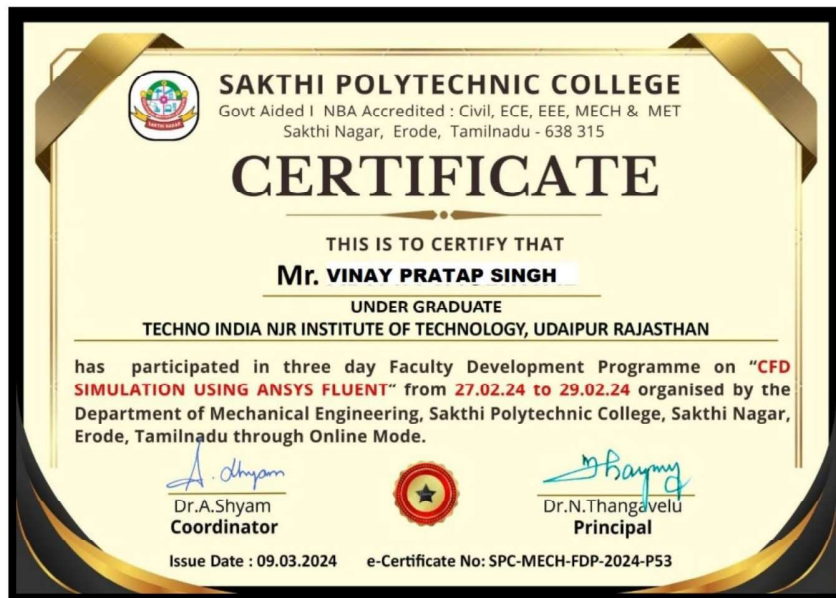 SAKTHI POLYTECHNIC COLLEGE
Govt Aided I NBA Accredited : Civil, ECE, EEE, MECH & MET
Sakthi Nagar, Erode, Tamilnadu - 638 315
SAKTHI NAGAR
CERTIFICATE
THIS IS TO CERTIFY THAT
Mr. VINAY PRATAP SINGH
UNDER GRADUATE
TECHNO INDIA NJR INSTITUTE OF TECHNOLOGY, UDAIPUR RAJASTHAN
has participated in three day Faculty Development Programme on “CFD
SIMULATION USING ANSYS FLUENT“ from 27.02.24 to 29.02.24 organised by the
Department of Mechanical Engineering, Sakthi Polytechnic College, Sakthi Nagar,
Erode, Tamilnadu through Online Mode.
A. Shyam
Dr.A.Shyam
Coordinator
Dr.N.Thangavelu
Principal
Issue Date : 09.03.2024 e-Certificate No: SPC-MECH-FDP-2024-P53